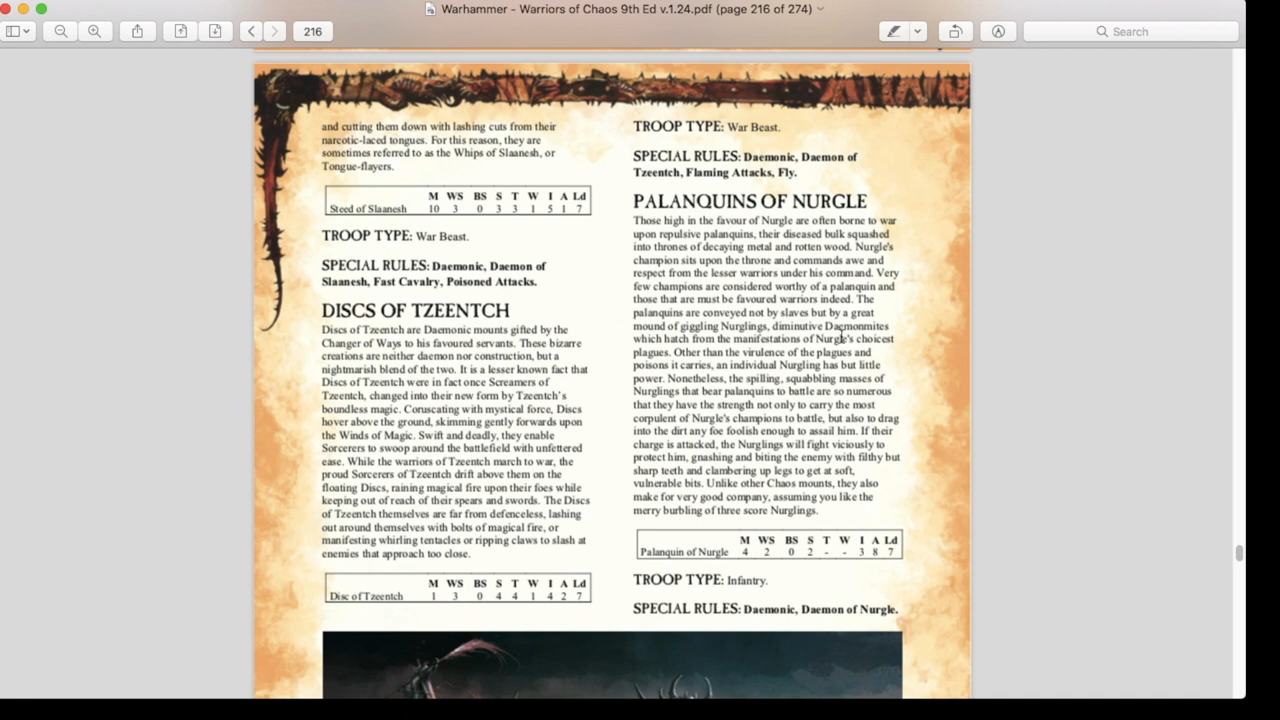 Warhammer - Warriors of Chaos 9th Ed v.1.24.pdf (page 216 of 274)
216
Search
and cutting them down with lashing cuts from their
narcotic-laced tongues. For this reason, they are
sometimes referred to as the Whips of Slaanesh, or
Tongue-flayers.
M WS BS S T W I A Ld
Steed of Slaanesh 10 3 0 3 3 1 5 1 7
TROOP TYPE: War Beast.
SPECIAL RULES: Daemonic, Daemon of
Slaanesh, Fast Cavalry, Poisoned Attacks.
DISCS OF TZEENTCH
Discs of Tzeentch are Daemonic mounts gifted by the
Changer of Ways to his favoured servants. These bizarre
creations are neither daemon nor construction, but a
nightmarish blend of the two. It is a lesser known fact that
Discs of Tzeentch were in fact once Screamers of
Tzeentch, changed into their new form by Tzeentch's
boundless magic. Coruscating with mystical force, Discs
hover above the ground, skimming gently forwards upon
the Winds of Magic. Swift and deadly, they enable
Sorcerers to swoop around the battlefield with unfettered
ease. While the warriors of Tzeentch march to war, the
proud Sorcerers of Tzeentch drift above them on the
floating Discs, raining magical fire upon their foes while
keeping out of reach of their spears and swords. The Discs
of Tzeentch themselves are far from defenceless, lashing
out around themselves with bolts of magical fire, or
manifesting whirling tentacles or ripping claws to slash at
enemies that approach too close.
M WS BS S T W I A Ld
Disc of Tzeentch 1 3 0 4 4 1 4 2 7
TROOP TYPE: War Beast.
SPECIAL RULES: Daemonic, Daemon of
Tzeentch, Flaming Attacks, Fly.
PALANQUINS OF NURGLE
Those high in the favour of Nurgle are often borne to war
upon repulsive palanquins, their diseased bulk squashed
into thrones of decaying metal and rotten wood. Nurgle's
champion sits upon the throne and commands awe and
respect from the lesser warriors under his command. Very
few champions are considered worthy of a palanquin and
those that are must be favoured warriors indeed. The
palanquins are conveyed not by slaves but by a great
mound of giggling Nurglings, diminutive Daemonmites
which hatch from the manifestations of Nurgle's choicest
plagues. Other than the virulence of the plagues and
poisons it carries, an individual Nurgling has but little
power. Nonetheless, the spilling, squabbling masses of
Nurglings that bear palanquins to battle are so numerous
that they have the strength not only to carry the most
corpulent of Nurgle's champions to battle, but also to drag
into the dirt any foe foolish enough to assail him. If their
charge is attacked, the Nurglings will fight viciously to
protect him, gnashing and biting the enemy with filthy but
sharp teeth and clambering up legs to get at soft,
vulnerable bits. Unlike other Chaos mounts, they also
make for very good company, assuming you like the
merry burbling of three score Nurglings.
M WS BS S T W I A Ld
Palanquin of Nurgle 4 2 0 2 - - 3 8 7
TROOP TYPE: Infantry.
SPECIAL RULES: Daemonic, Daemon of Nurgle.